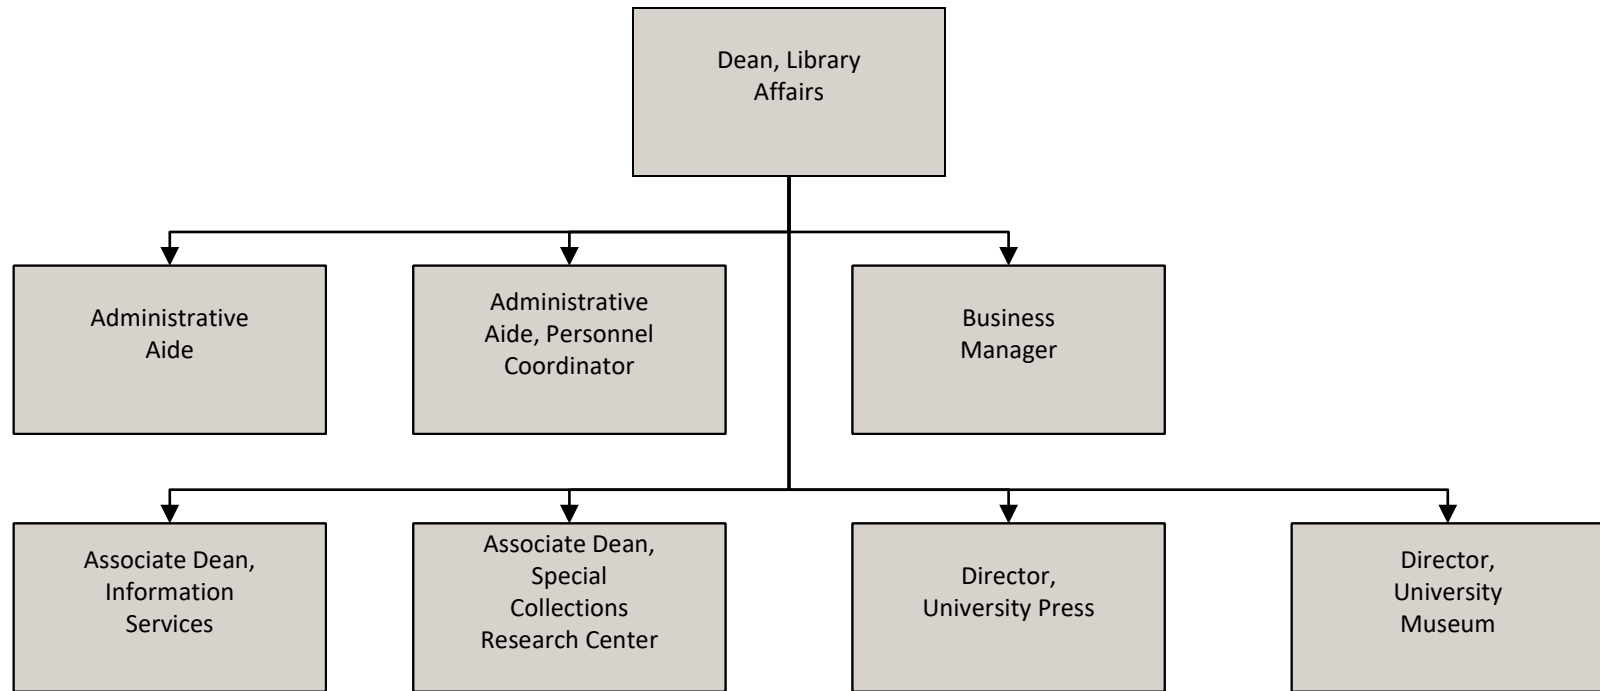 Dean, Library
Affairs
Administrative
Aide
Administrative
Aide, Personnel
Coordinator
Business
Manager
Associate Dean,
Information
Services
Associate Dean,
Special
Collections
Research Center
Director,
University Press
Director,
University
Museum